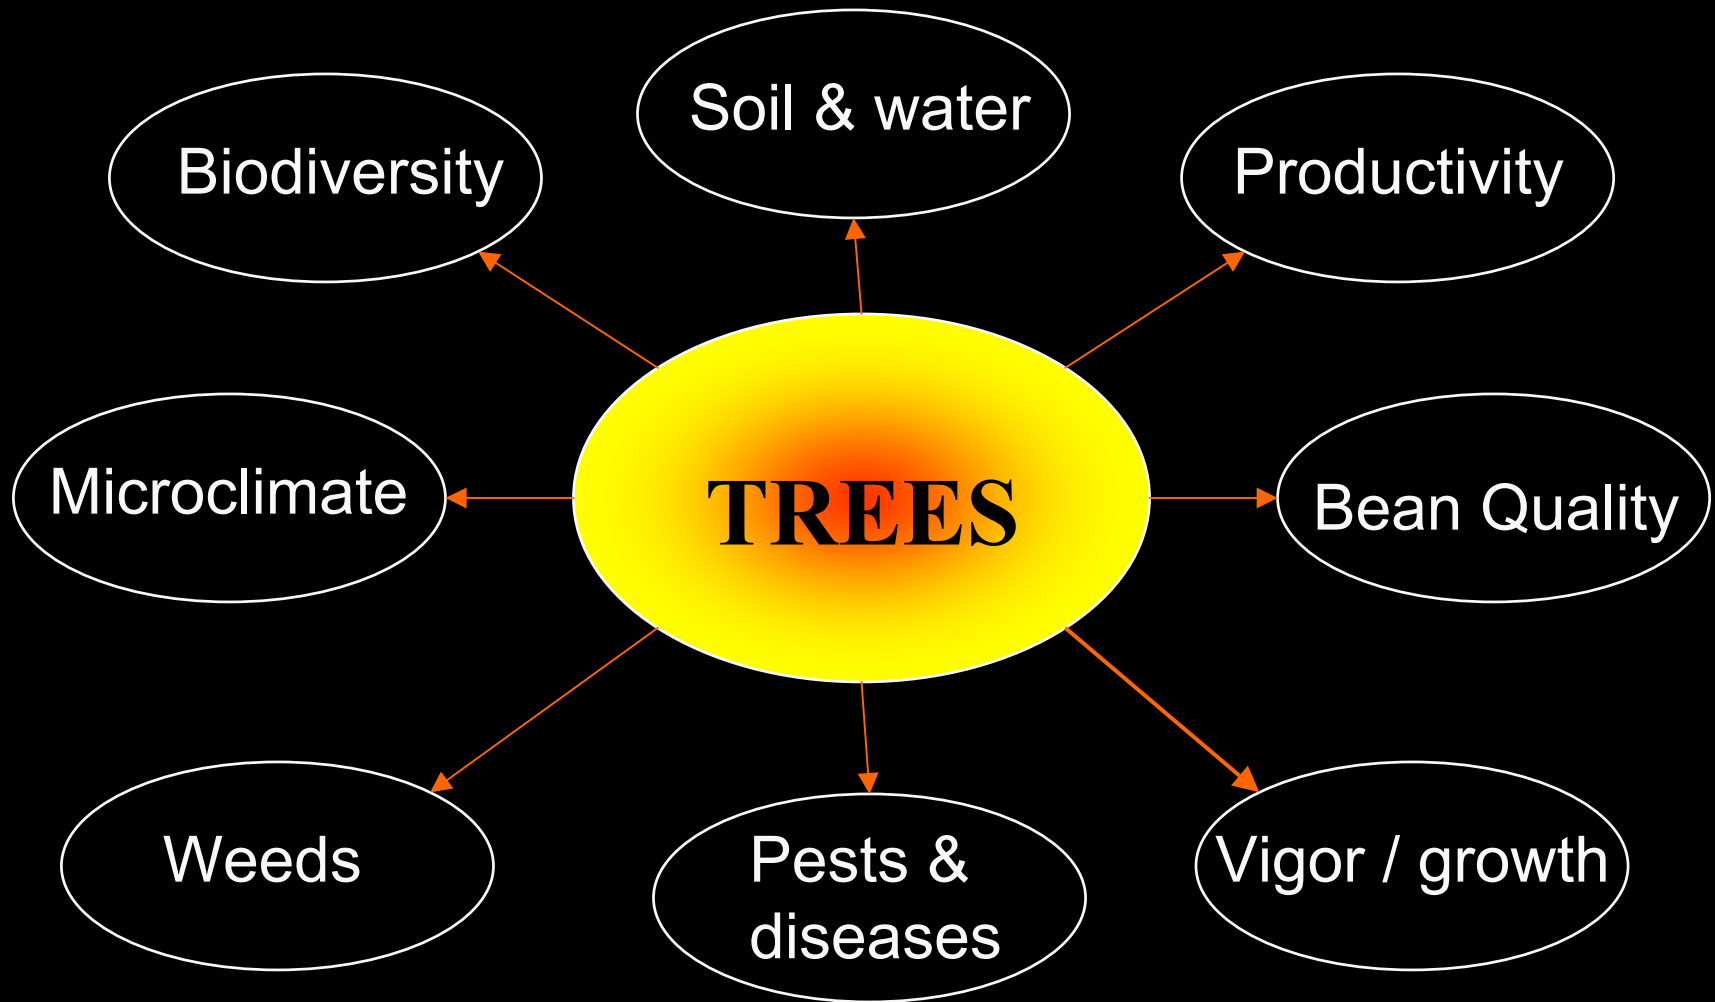 Soil & water
Biodiversity
Productivity
Microclimate
TREES
Bean Quality
Weeds
Pests &
diseases
Vigor / growth